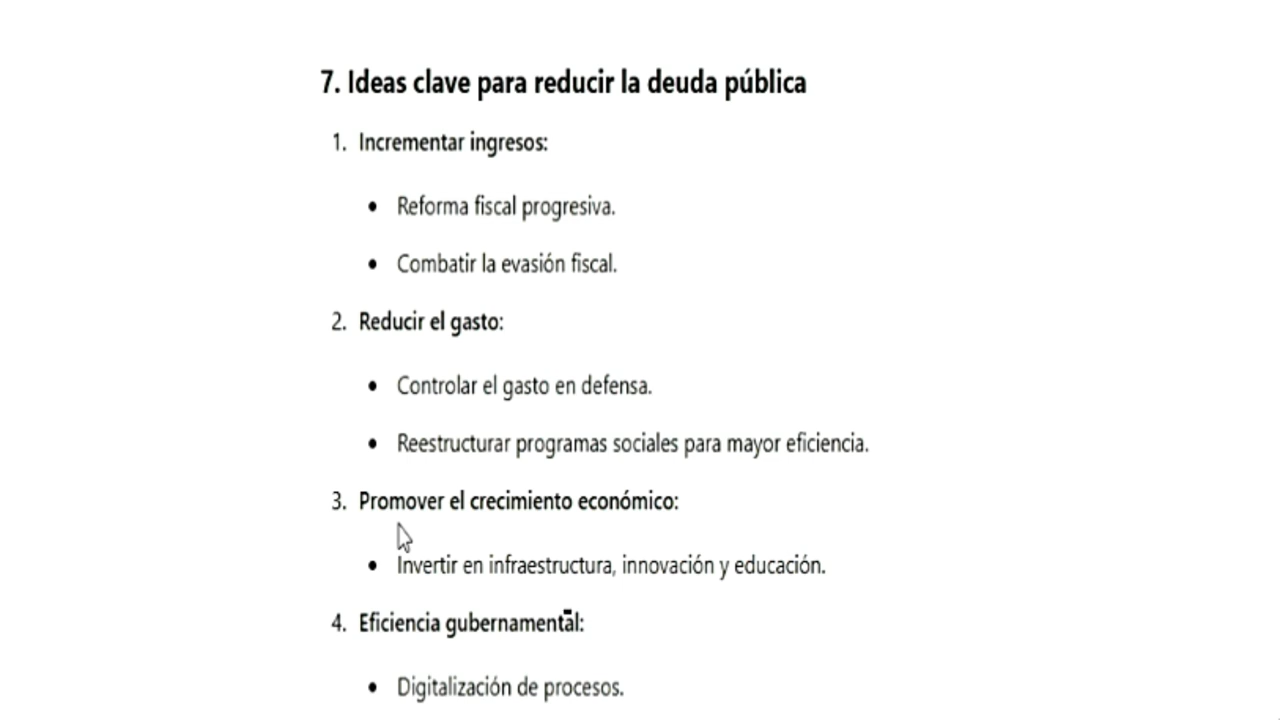 7. Ideas clave para reducir la deuda pública
1. Incrementar ingresos:
• Reforma fiscal progresiva.
• Combatir la evasión fiscal.
2. Reducir el gasto:
• Controlar el gasto en defensa.
• Reestructurar programas sociales para mayor eficiencia.
3. Promover el crecimiento económico:
• Invertir en infraestructura, innovación y educación.
4. Eficiencia gubernamental:
• Digitalización de procesos.